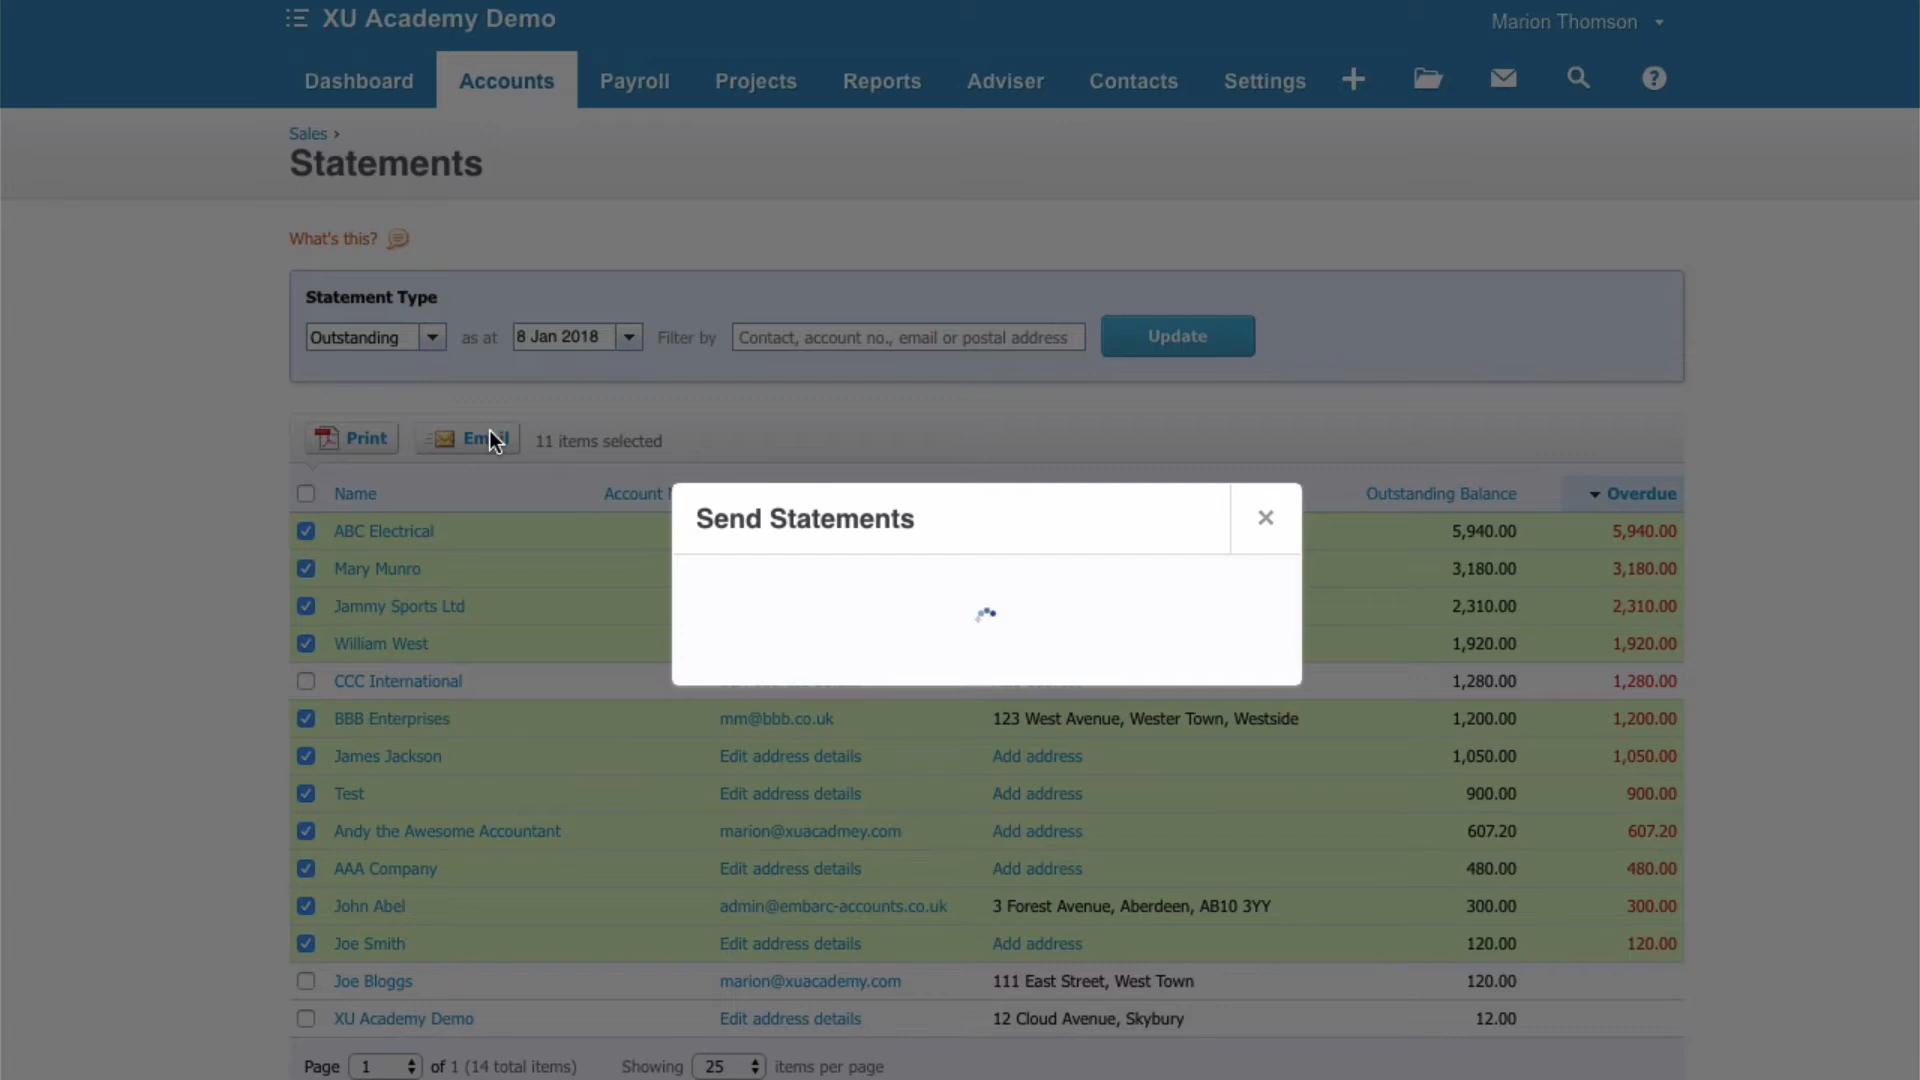 XU Academy Demo
Marion Thomson
Dashboard Accounts Payroll Projects Reports Adviser Contacts Settings
Sales ›
Statements
What's this?
Statement Type
Outstanding as at 8 Jan 2018 Filter by Contact, account no., email or postal address Update
Print Email 11 items selected
Name Account Outstanding Balance Overdue
Send Statements
ABC Electrical 5,940.00 5,940.00
Mary Munro 3,180.00 3,180.00
Jammy Sports Ltd 2,310.00 2,310.00
William West 1,920.00 1,920.00
CCC International 1,280.00 1,280.00
BBB Enterprises mm@bbb.co.uk 123 West Avenue, Wester Town, Westside 1,200.00 1,200.00
James Jackson Edit address details Add address 1,050.00 1,050.00
Test Edit address details Add address 900.00 900.00
Andy the Awesome Accountant marion@xuacadmey.com Add address 607.20 607.20
AAA Company Edit address details Add address 480.00 480.00
John Abel admin@embarc-accounts.co.uk 3 Forest Avenue, Aberdeen, AB10 3YY 300.00 300.00
Joe Smith Edit address details Add address 120.00 120.00
Joe Bloggs marion@xuacademy.com 111 East Street, West Town 120.00
XU Academy Demo Edit address details 12 Cloud Avenue, Skybury 12.00
Page 1 of 1 (14 total items) Showing 25 items per page